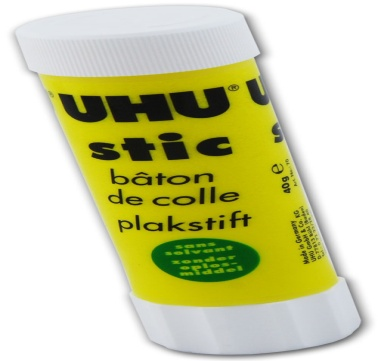 UHU®
stic
bâton
de colle
plakstift
sans
solvant
zonder
oplos-
middel
40g e
Made in Germany